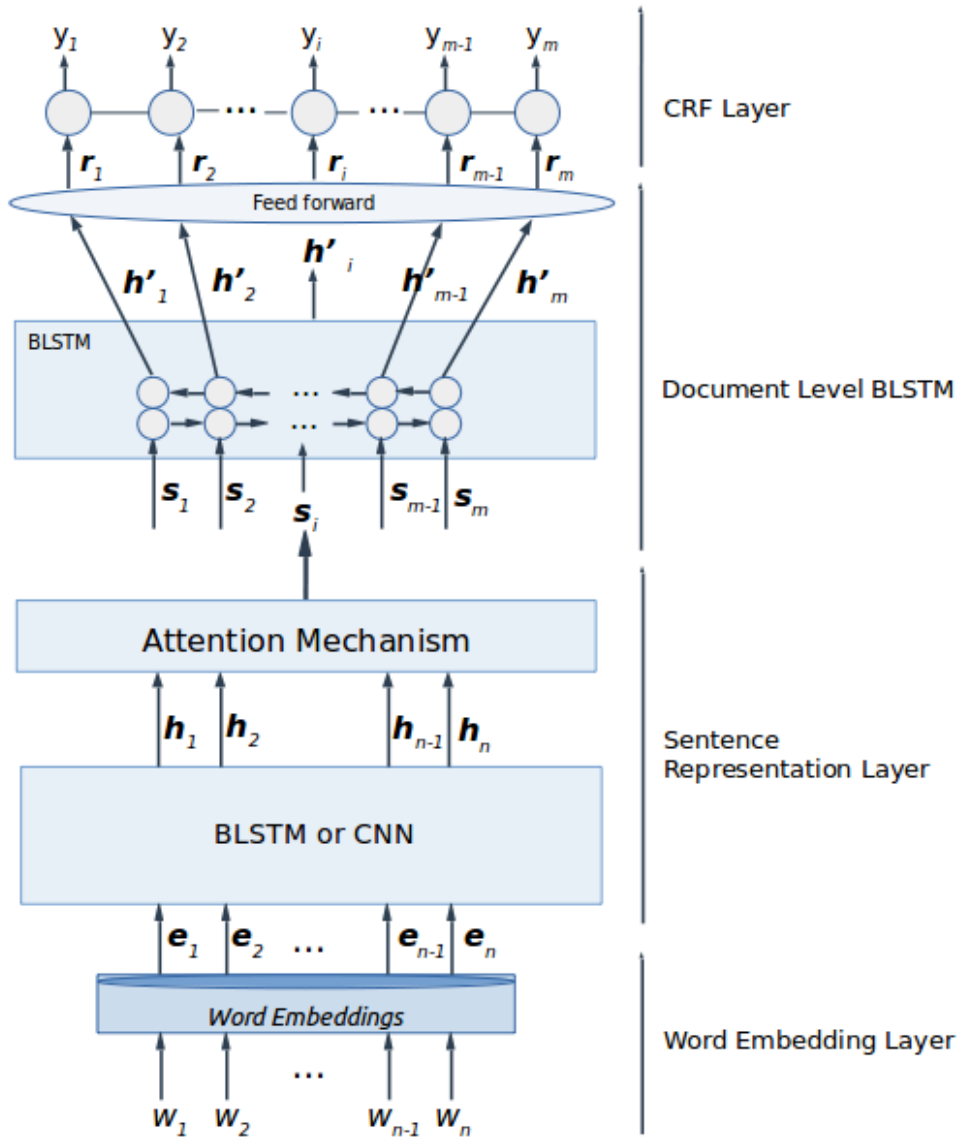 y1 y2 yi ym-1 ym
... ...
CRF Layer
r1 r2 ri rm-1 rm
Feed forward
h'1 h'2 h'i h'm-1 h'm
BLSTM
...
...
Document Level BLSTM
s1 s2 si sm-1 sm
Attention Mechanism
h1 h2 hn-1 hn
Sentence
Representation Layer
BLSTM or CNN
e1 e2 ... en-1 en
Word Embeddings
Word Embedding Layer
...
w1 w2 wn-1 wn